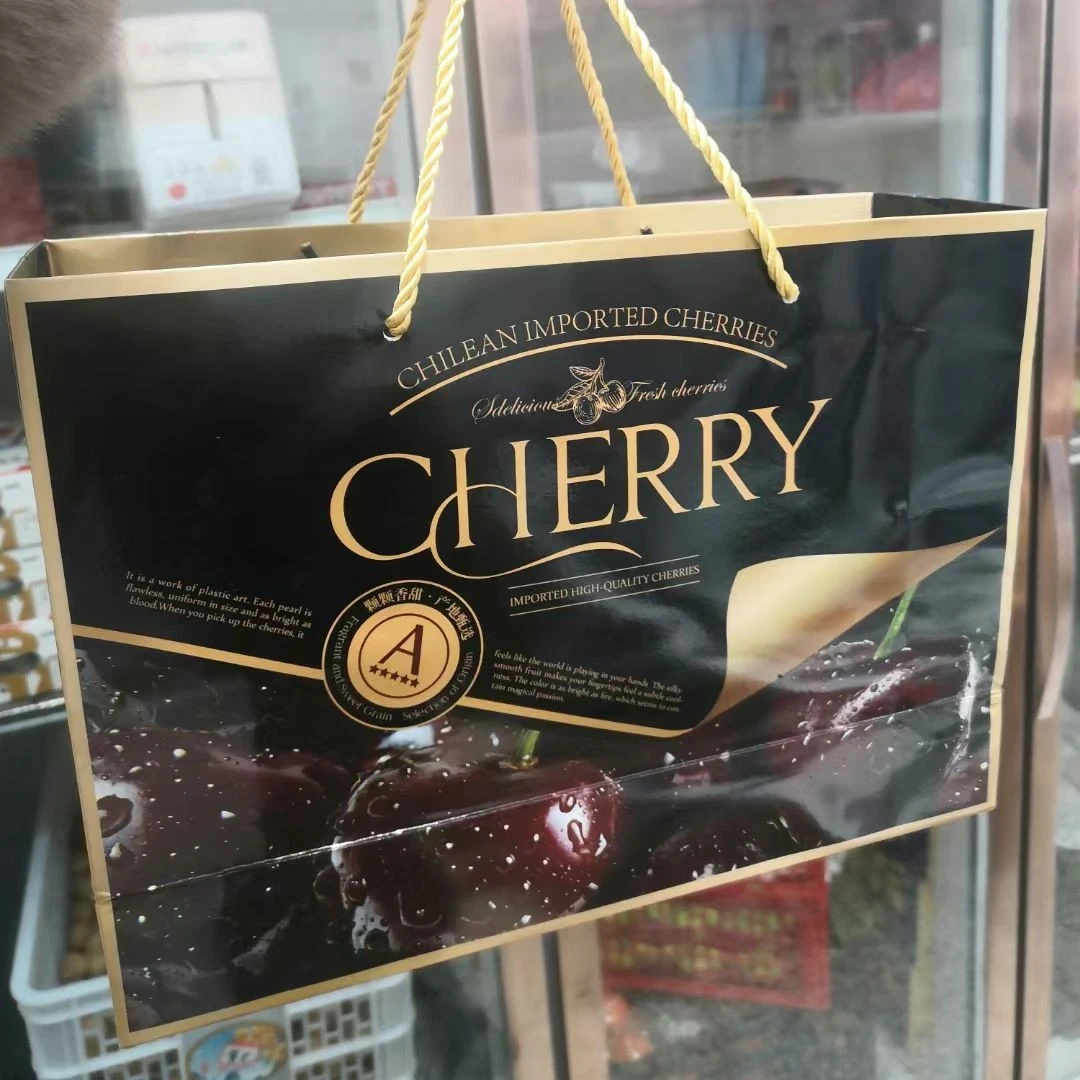 CHILEAN IMPORTED CHERRIES
Sdelicious Fresh cherries
CHERRY
IMPORTED HIGH-QUALITY CHERRIES
It is a work of plastic art. Each pearl is
flawless, uniform in size and as bright as
blood.When you pick up the cherries, it
颗颗香甜·产地甄选
A
Fragrant and sweet Grain Selection of Origin
feels like the world is playing in your hands. The silky
smooth fruit makes your fingertips feel a subtle cool-
ness. The color is as bright as fire, which seems to con-
tain magical passion.